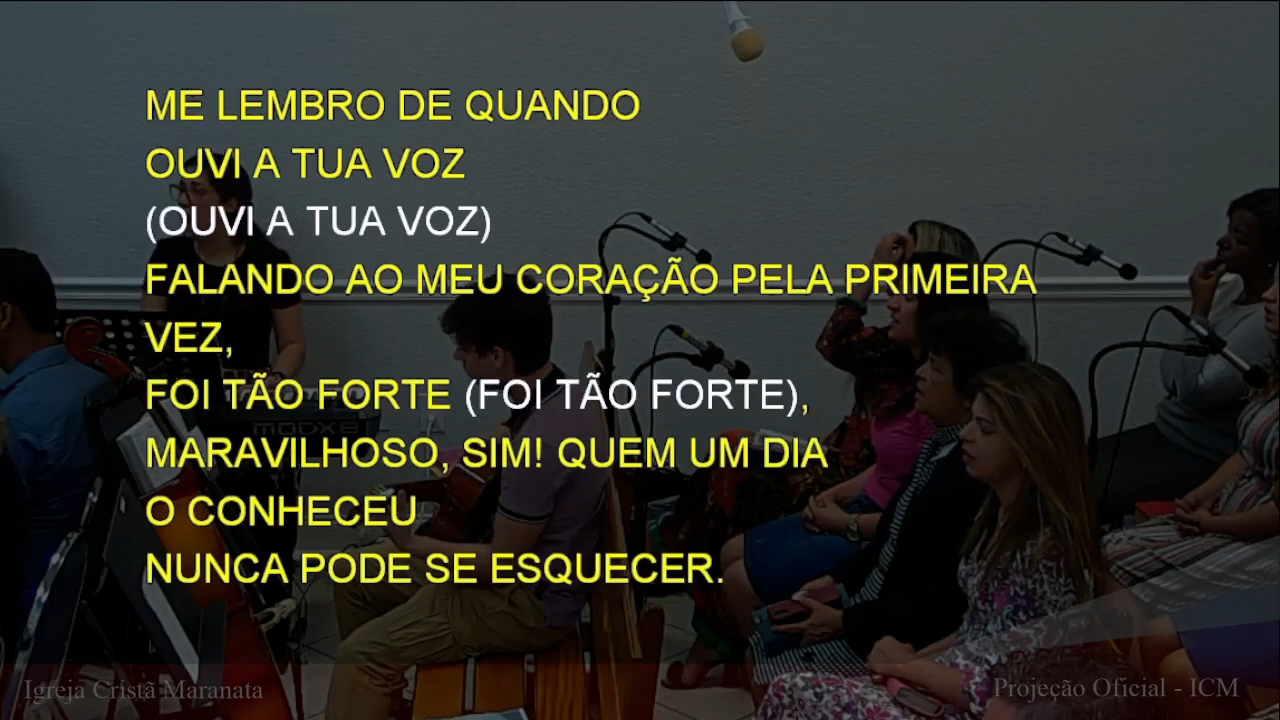 ME LEMBRO DE QUANDO
OUVI A TUA VOZ
(OUVI A TUA VOZ)
FALANDO AO MEU CORAÇÃO PELA PRIMEIRA
VEZ,
FOI TÃO FORTE (FOI TÃO FORTE),
MODX8
MARAVILHOSO, SIM! QUEM UM DIA
O CONHECEU
NUNCA PODE SE ESQUECER.
Igreja Cristã Maranata
Projeção Oficial - ICM